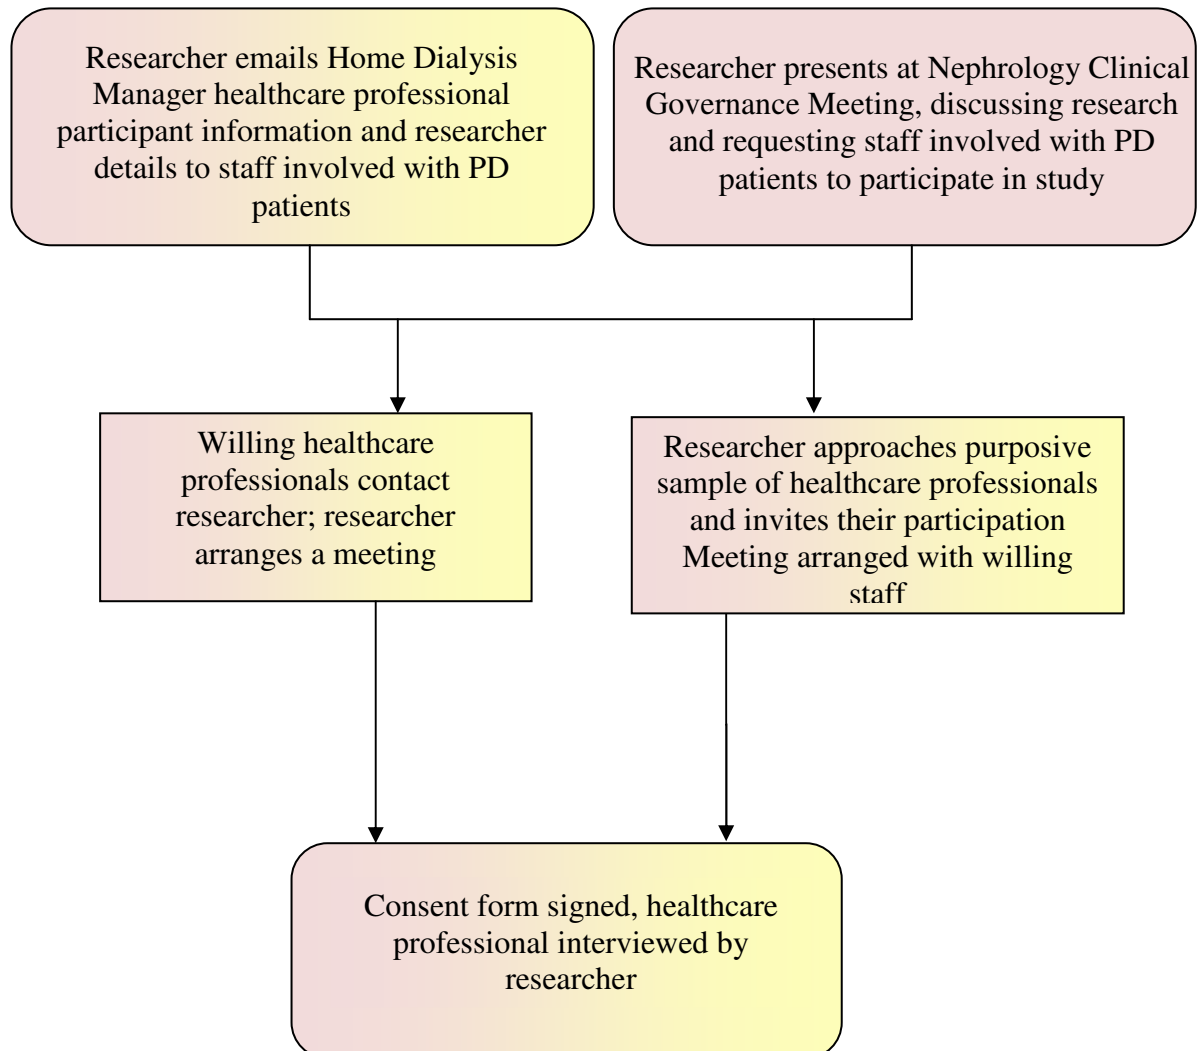 Researcher emails Home Dialysis
Manager healthcare professional
participant information and researcher
details to staff involved with PD
patients
Researcher presents at Nephrology Clinical
Governance Meeting, discussing research
and requesting staff involved with PD
patients to participate in study
Willing healthcare
professionals contact
researcher; researcher
arranges a meeting
Researcher approaches purposive
sample of healthcare professionals
and invites their participation
Meeting arranged with willing
staff
Consent form signed, healthcare
professional interviewed by
researcher